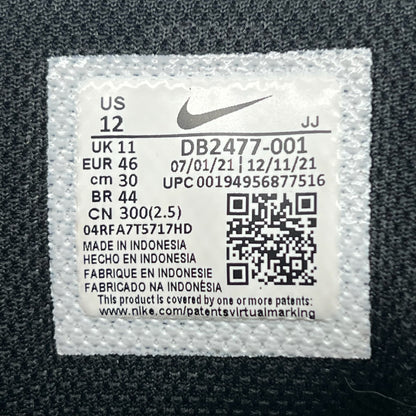 US
12
JJ
UK 11
DB2477-001
EUR 46
07/01/21 | 12/11/21
cm 30
UPC 00194956877516
BR 44
CN 300(2.5)
04RFA7T5717HD
MADE IN INDONESIA
HECHO EN INDONESIA
FABRIQUE EN INDONESIE
FABRICADO NA INDONÉSIA
This product is covered by one or more patents:
www.nike.com/patentsvirtualmarking